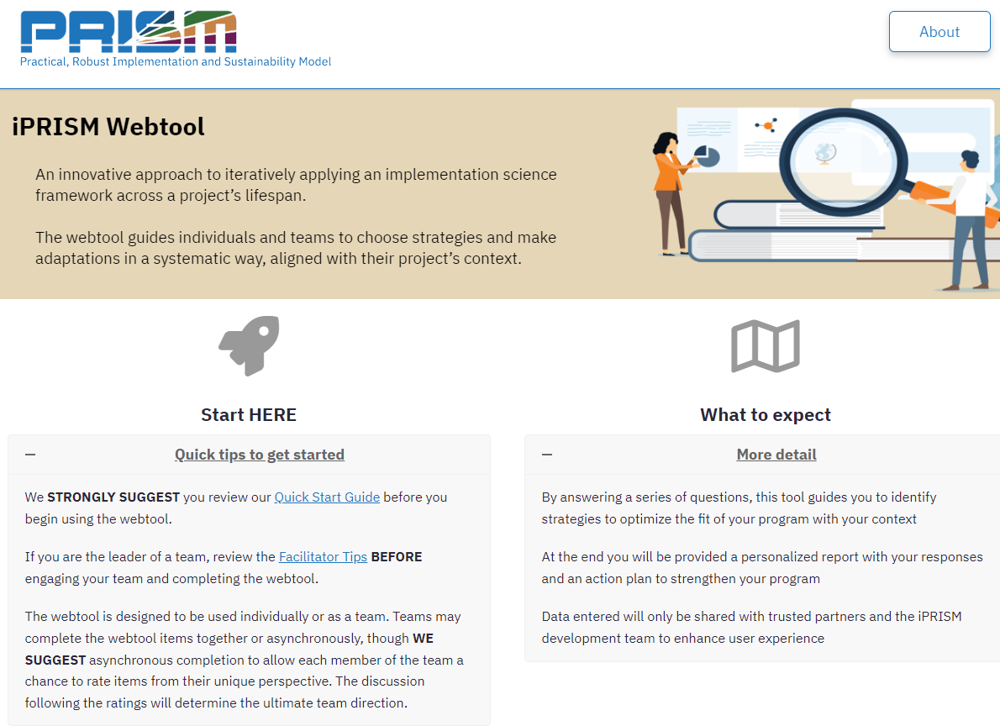 PRISM
Practical, Robust Implementation and Sustainability Model
About
iPRISM Webtool
An innovative approach to iteratively applying an implementation science
framework across a project’s lifespan.
The webtool guides individuals and teams to choose strategies and make
adaptations in a systematic way, aligned with their project’s context.
Start HERE
Quick tips to get started
We STRONGLY SUGGEST you review our Quick Start Guide before you
begin using the webtool.
If you are the leader of a team, review the Facilitator Tips BEFORE
engaging your team and completing the webtool.
The webtool is designed to be used individually or as a team. Teams may
complete the webtool items together or asynchronously, though WE
SUGGEST asynchronous completion to allow each member of the team a
chance to rate items from their unique perspective. The discussion
following the ratings will determine the ultimate team direction.
What to expect
More detail
By answering a series of questions, this tool guides you to identify
strategies to optimize the fit of your program with your context
At the end you will be provided a personalized report with your responses
and an action plan to strengthen your program
Data entered will only be shared with trusted partners and the iPRISM
development team to enhance user experience